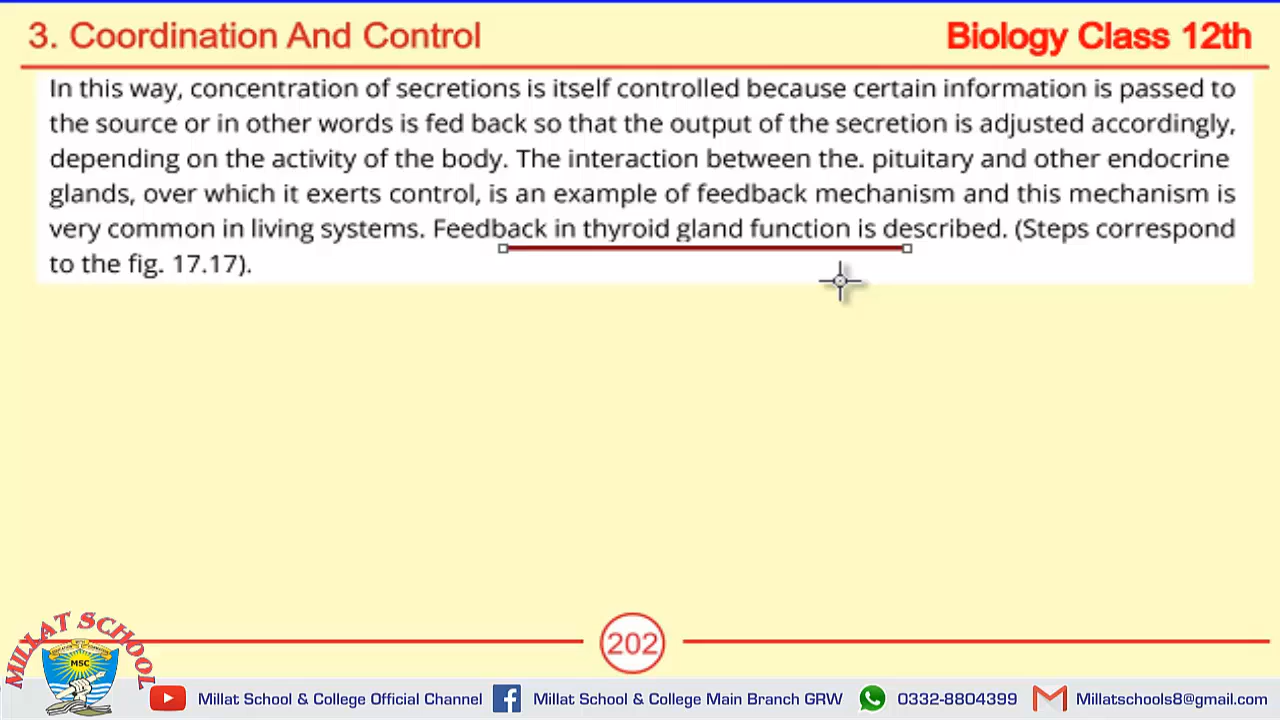 3. Coordination And Control
Biology Class 12th
In this way, concentration of secretions is itself controlled because certain information is passed to
the source or in other words is fed back so that the output of the secretion is adjusted accordingly,
depending on the activity of the body. The interaction between the. pituitary and other endocrine
glands, over which it exerts control, is an example of feedback mechanism and this mechanism is
very common in living systems. Feedback in thyroid gland function is described. (Steps correspond
to the fig. 17.17).
202
MILLAT SCHOOL
MSC
Millat School & College Official Channel
Millat School & College Main Branch GRW
0332-8804399
Millatschools8@gmail.com